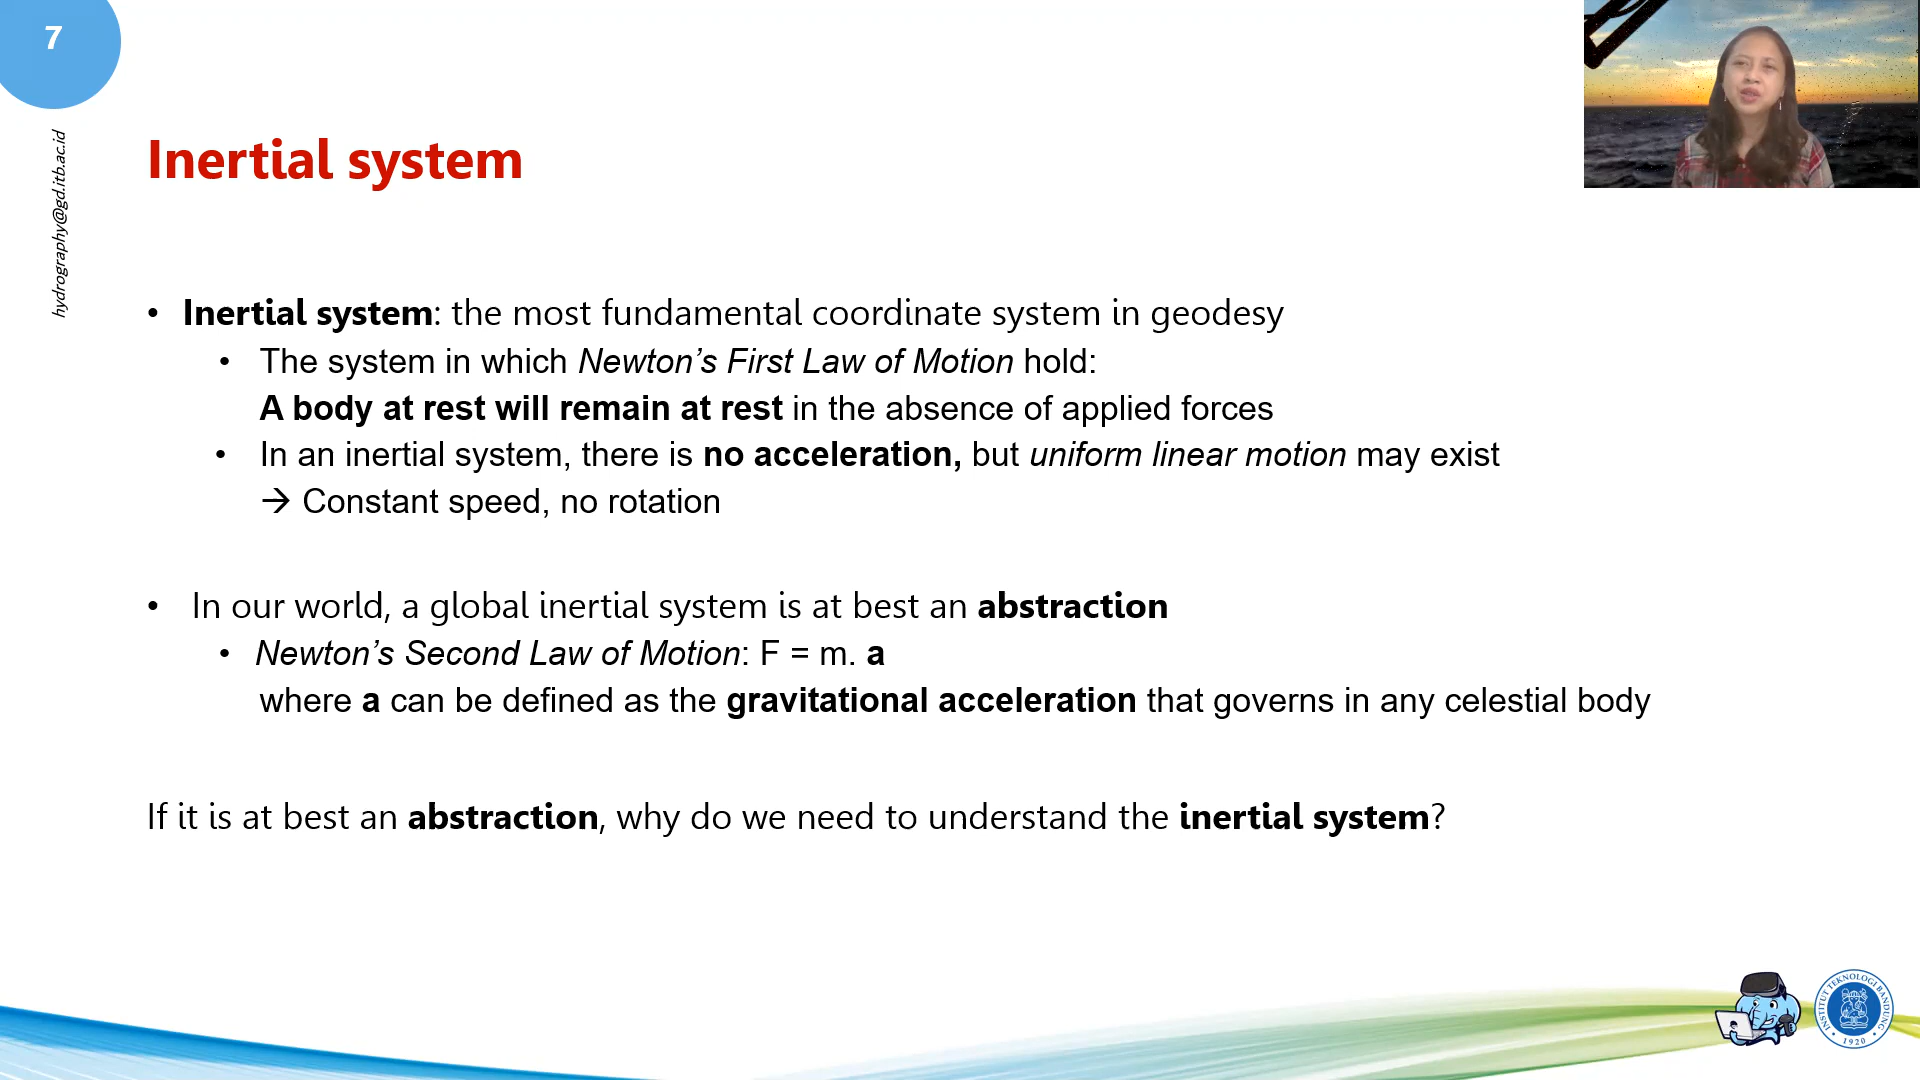 7
hydrography@gd.itb.ac.id
Inertial system
• Inertial system: the most fundamental coordinate system in geodesy
• The system in which Newton’s First Law of Motion hold:
A body at rest will remain at rest in the absence of applied forces
• In an inertial system, there is no acceleration, but uniform linear motion may exist
→ Constant speed, no rotation
• In our world, a global inertial system is at best an abstraction
• Newton’s Second Law of Motion: F = m. a
where a can be defined as the gravitational acceleration that governs in any celestial body
If it is at best an abstraction, why do we need to understand the inertial system?
INSTITUT TEKNOLOGI BANDUNG
1920